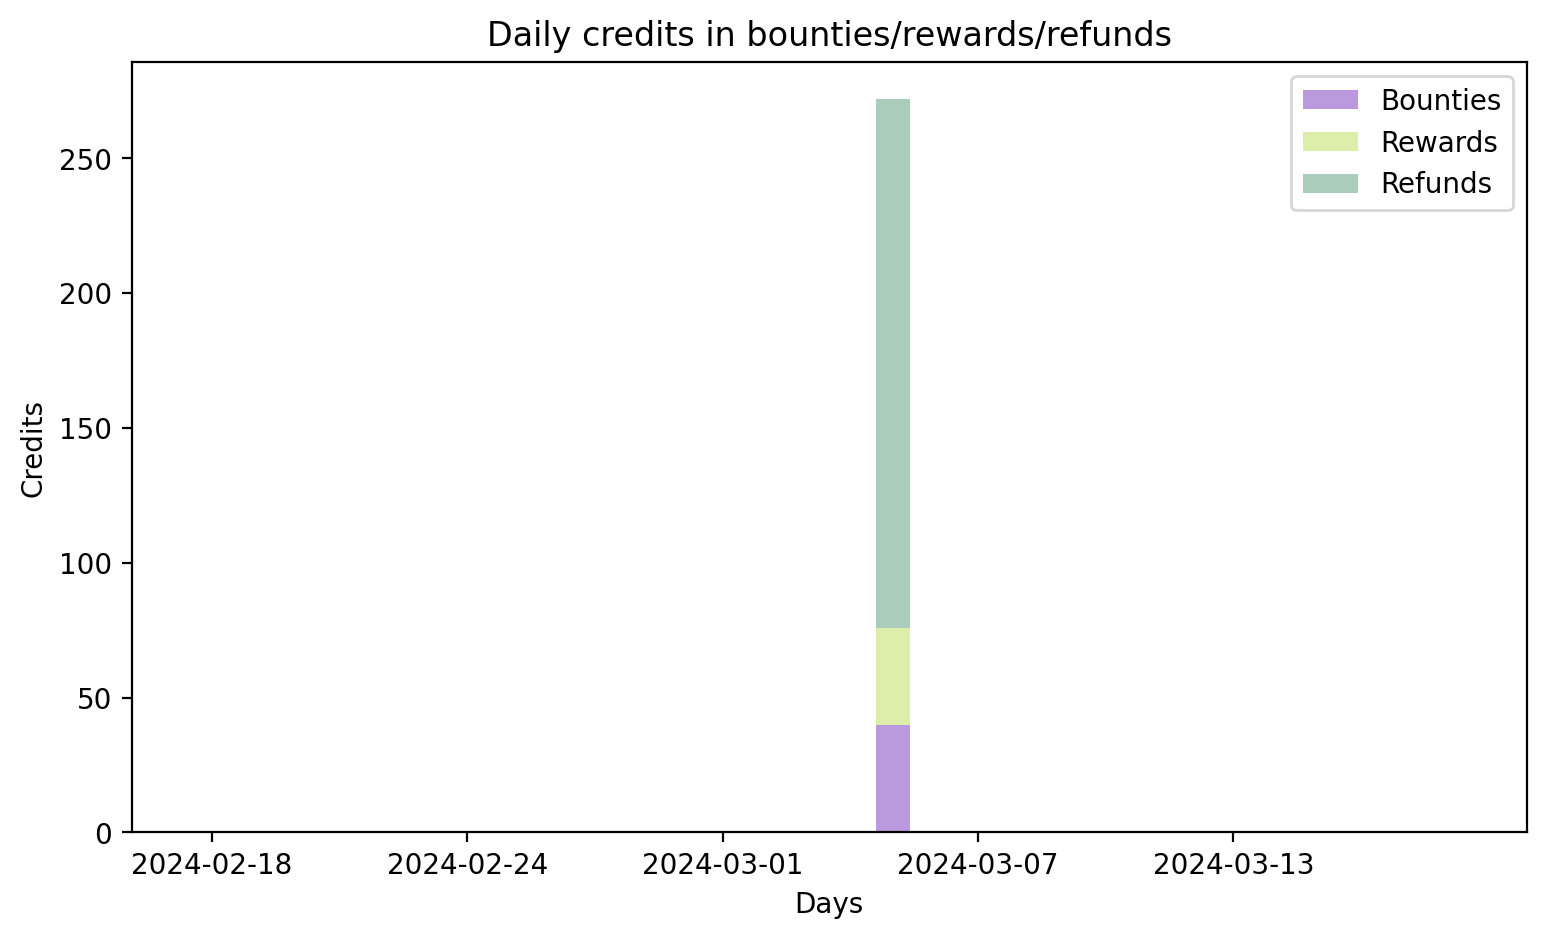 Daily credits in bounties/rewards/refunds
Bounties
Rewards
Refunds
250
200
150
100
50
0
Credits
2024-02-18
2024-02-24
2024-03-01
2024-03-07
2024-03-13
Days